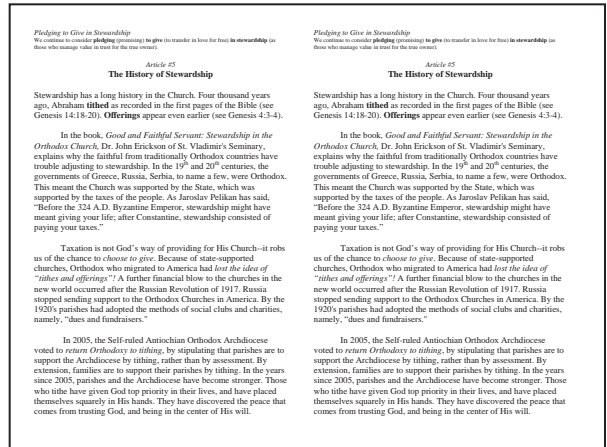 Pledging to Give in Stewardship
We continue to consider pledging (promising) to give (to transfer in love for free) in stewardship (as
those who manage value in trust for the true owner).
Article #5
The History of Stewardship
Stewardship has a long history in the Church. Four thousand years
ago, Abraham tithed as recorded in the first pages of the Bible (see
Genesis 14:18-20). Offerings appear even earlier (see Genesis 4:3-4).
In the book, Good and Faithful Servant: Stewardship in the
Orthodox Church, Dr. John Erickson of St. Vladimir's Seminary,
explains why the faithful from traditionally Orthodox countries have
trouble adjusting to stewardship. In the 19th and 20th centuries, the
governments of Greece, Russia, Serbia, to name a few, were Orthodox.
This meant the Church was supported by the State, which was
supported by the taxes of the people. As Jaroslav Pelikan has said,
"Before the 324 A.D. Byzantine Emperor, stewardship might have
meant giving your life; after Constantine, stewardship consisted of
paying your taxes."
Taxation is not God's way of providing for His Church--it robs
us of the chance to choose to give. Because of state-supported
churches, Orthodox who migrated to America had lost the idea of
"tithes and offerings"! A further financial blow to the churches in the
new world occurred after the Russian Revolution of 1917. Russia
stopped sending support to the Orthodox Churches in America. By the
1920's parishes had adopted the methods of social clubs and charities,
namely, "dues and fundraisers."
In 2005, the Self-ruled Antiochian Orthodox Archdiocese
voted to return Orthodoxy to tithing, by stipulating that parishes are to
support the Archdiocese by tithing, rather than by assessment. By
extension, families are to support their parishes by tithing. In the years
since 2005, parishes and the Archdiocese have become stronger. Those
who tithe have given God top priority in their lives, and have placed
themselves squarely in His hands. They have discovered the peace that
comes from trusting God, and being in the center of His will.
Pledging to Give in Stewardship
We continue to consider pledging (promising) to give (to transfer in love for free) in stewardship (as
those who manage value in trust for the true owner).
Article #5
The History of Stewardship
Stewardship has a long history in the Church. Four thousand years
ago, Abraham tithed as recorded in the first pages of the Bible (see
Genesis 14:18-20). Offerings appear even earlier (see Genesis 4:3-4).
In the book, Good and Faithful Servant: Stewardship in the
Orthodox Church, Dr. John Erickson of St. Vladimir's Seminary,
explains why the faithful from traditionally Orthodox countries have
trouble adjusting to stewardship. In the 19th and 20th centuries, the
governments of Greece, Russia, Serbia, to name a few, were Orthodox.
This meant the Church was supported by the State, which was
supported by the taxes of the people. As Jaroslav Pelikan has said,
"Before the 324 A.D. Byzantine Emperor, stewardship might have
meant giving your life; after Constantine, stewardship consisted of
paying your taxes."
Taxation is not God's way of providing for His Church--it robs
us of the chance to choose to give. Because of state-supported
churches, Orthodox who migrated to America had lost the idea of
"tithes and offerings"! A further financial blow to the churches in the
new world occurred after the Russian Revolution of 1917. Russia
stopped sending support to the Orthodox Churches in America. By the
1920's parishes had adopted the methods of social clubs and charities,
namely, "dues and fundraisers."
In 2005, the Self-ruled Antiochian Orthodox Archdiocese
voted to return Orthodoxy to tithing, by stipulating that parishes are to
support the Archdiocese by tithing, rather than by assessment. By
extension, families are to support their parishes by tithing. In the years
since 2005, parishes and the Archdiocese have become stronger. Those
who tithe have given God top priority in their lives, and have placed
themselves squarely in His hands. They have discovered the peace that
comes from trusting God, and being in the center of His will.